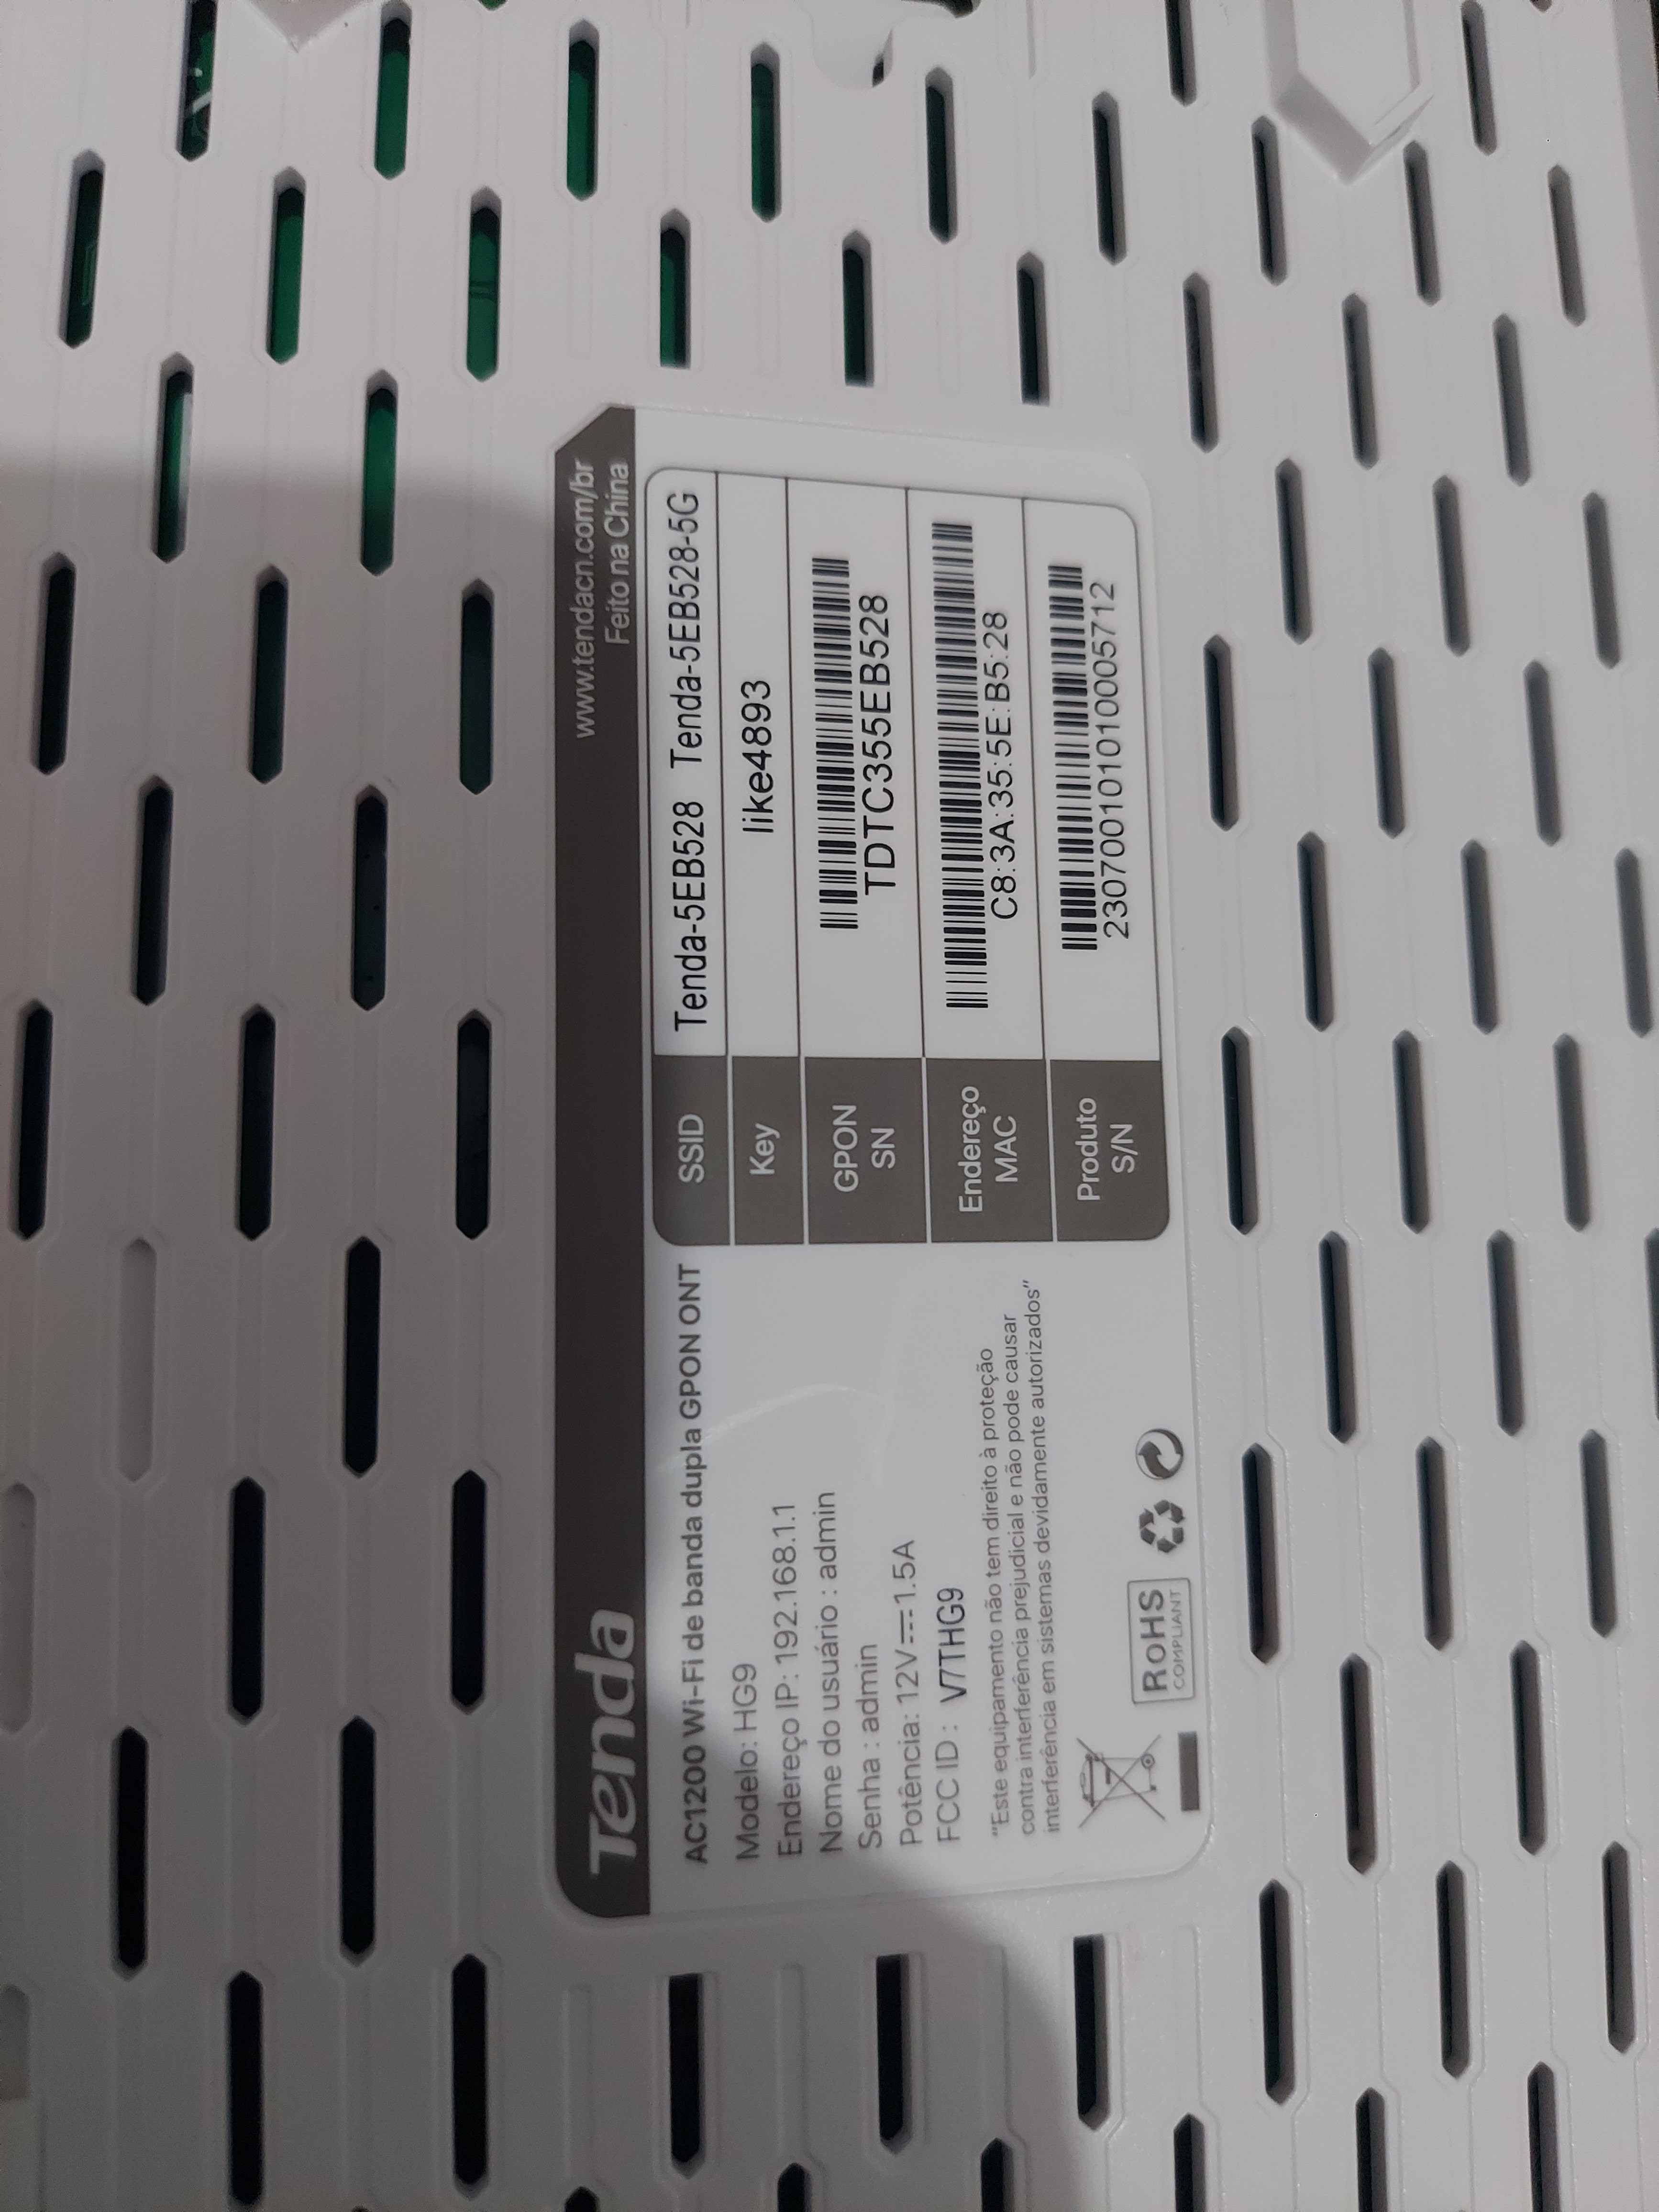 Tenda
www.tendacn.com/br
Feito na China
AC1200 Wi-Fi de banda dupla GPON ONT
Modelo: HG9
Endereço IP: 192.168.1.1
Nome do usuário : admin
Senha : admin
Potência: 12V⎓1.5A
FCC ID : V7THG9
"Este equipamento não tem direito à proteção
contra interferência prejudicial e não pode causar
interferência em sistemas devidamente autorizados"
RoHS
COMPLIANT
SSID Tenda-5EB528 Tenda-5EB528-5G
Key like4893
GPON
SN
TDTC355EB528
Endereço
MAC
C8:3A:35:5E:B5:28
Produto
S/N
230700101010005712